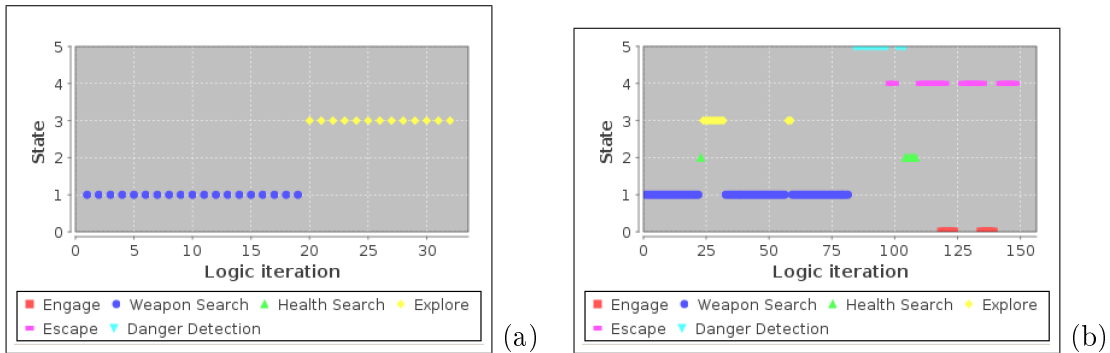 5
4
3
2
1
0
State
0 5 10 15 20 25 30
Logic iteration
Engage Weapon Search Health Search Explore
Escape Danger Detection
(a)
5
4
3
2
1
0
State
0 25 50 75 100 125 150
Logic iteration
Engage Weapon Search Health Search Explore
Escape Danger Detection
(b)